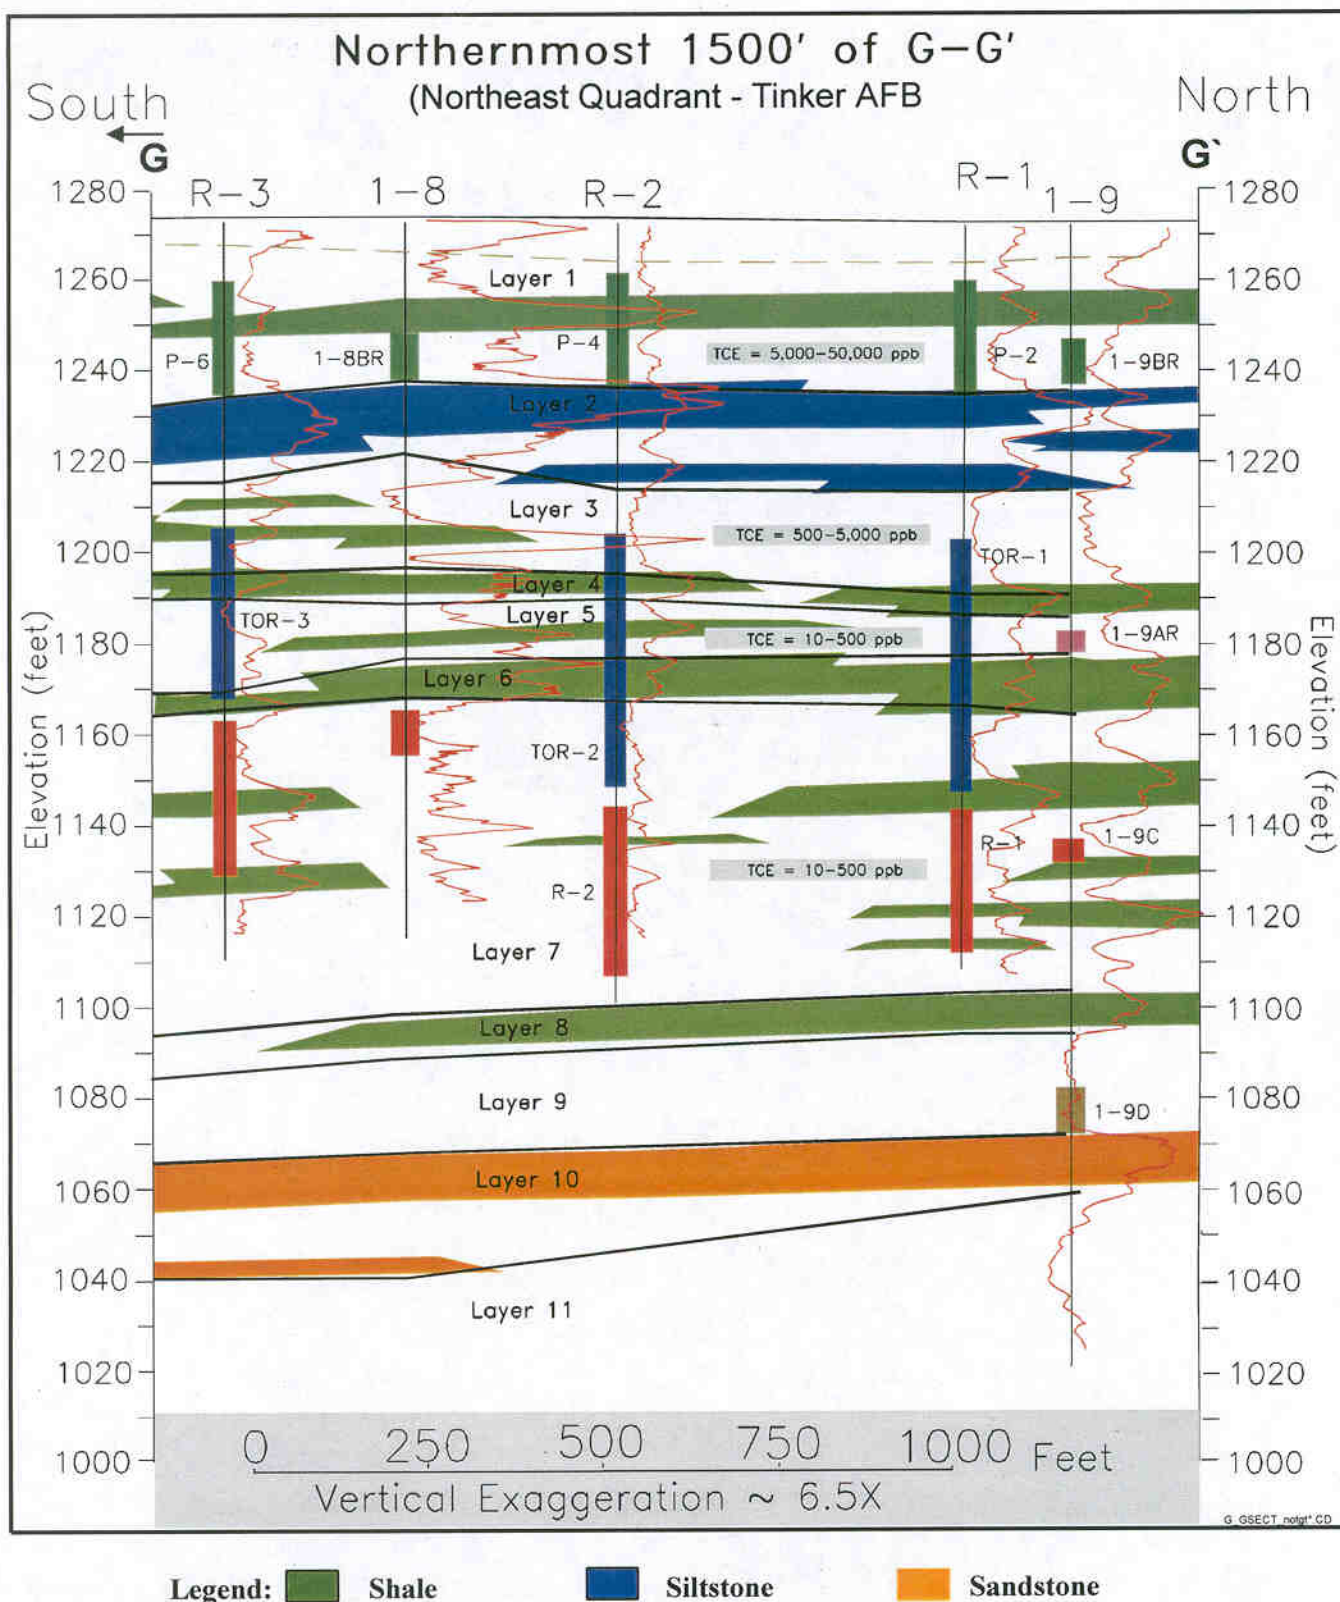 Northernmost 1500' of G-G'
(Northeast Quadrant - Tinker AFB
South
North
G
G`
R-3
1-8
R-2
R-1
1-9
1280
1260
1240
1220
1200
1180
1160
1140
1120
1100
1080
1060
1040
1020
1000
Elevation (feet)
1280
1260
1240
1220
1200
1180
1160
1140
1120
1100
1080
1060
1040
1020
1000
Elevation (feet)
Layer 1
P-6
1-8BR
P-4
TCE = 5,000-50,000 ppb
P-2
1-9BR
Layer 2
Layer 3
TCE = 500-5,000 ppb
TOR-1
Layer 4
Layer 5
TOR-3
TCE = 10-500 ppb
1-9AR
Layer 6
TOR-2
R-1
1-9C
TCE = 10-500 ppb
R-2
Layer 7
Layer 8
Layer 9
1-9D
Layer 10
Layer 11
0 250 500 750 1000 Feet
Vertical Exaggeration ~ 6.5X
Legend: Shale Siltstone Sandstone